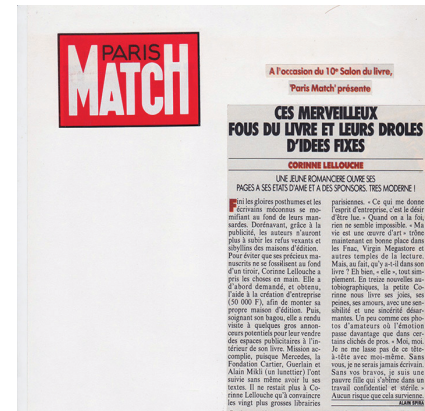 PARIS
MATCH
A l'occasion du 10e Salon du livre,
'Paris Match' présente
CES MERVEILLEUX
FOUS DU LIVRE ET LEURS DROLES
D'IDEES FIXES
CORINNE LELLOUCHE
UNE JEUNE ROMANCIERE OUVRE SES
PAGES A SES ETATS D'AME ET A DES SPONSORS. TRES MODERNE !
Fini les gloires posthumes et les
écrivains méconnus se mo-
mifiant au fond de leurs man-
sardes. Dorénavant, grâce à la
publicité, les auteurs n'auront
plus à subir les refus vexants et
sibyllins des maisons d'édition.
Pour éviter que ses précieux ma-
nuscrits ne se fossilisent au fond
d'un tiroir, Corinne Lellouche a
pris les choses en main. Elle a
d'abord demandé, et obtenu,
l'aide à la création d'entreprise
(50 000 F), afin de monter sa
propre maison d'édition. Puis,
soignant son bagou, elle a rendu
visite à quelques gros annon-
ceurs potentiels pour leur vendre
des espaces publicitaires à l'in-
térieur de son livre. Mission ac-
complie, puisque Mercedes, la
Fondation Cartier, Guerlain et
Alain Mikli (un lunettier) l'ont
suivie sans même avoir lu ses
textes. Il ne restait plus à Co-
rinne Lellouche qu'à convaincre
les vingt plus grosses librairies
parisiennes. « Ce qui me donne
l'esprit d'entreprise, c'est le désir
d'être lue. » Quand on a la foi,
rien ne semble impossible. « Ma
vie est une œuvre d'art » trône
maintenant en bonne place dans
les Fnac, Virgin Megastore et
autres temples de la lecture.
Mais, au fait, qu'y a-t-il dans son
livre ? Eh bien, « elle », tout sim-
plement. En treize nouvelles au-
tobiographiques, la petite Co-
rinne nous livre ses joies, ses
peines, ses amours, avec une sen-
sibilité et une sincérité désar-
mantes. Un peu comme ces pho-
tos d'amateurs où l'émotion
passe davantage que dans cer-
tains clichés de pros. « Moi, moi.
Je ne me lasse pas de ce tête-
à-tête avec moi-même. Sans
vous, je ne serais jamais écrivain.
Sans vos bravos, je suis une
pauvre fille qui s'abîme dans un
travail confidentiel et stérile. »
Aucun risque que cela survienne.
ALAIN SPIRA